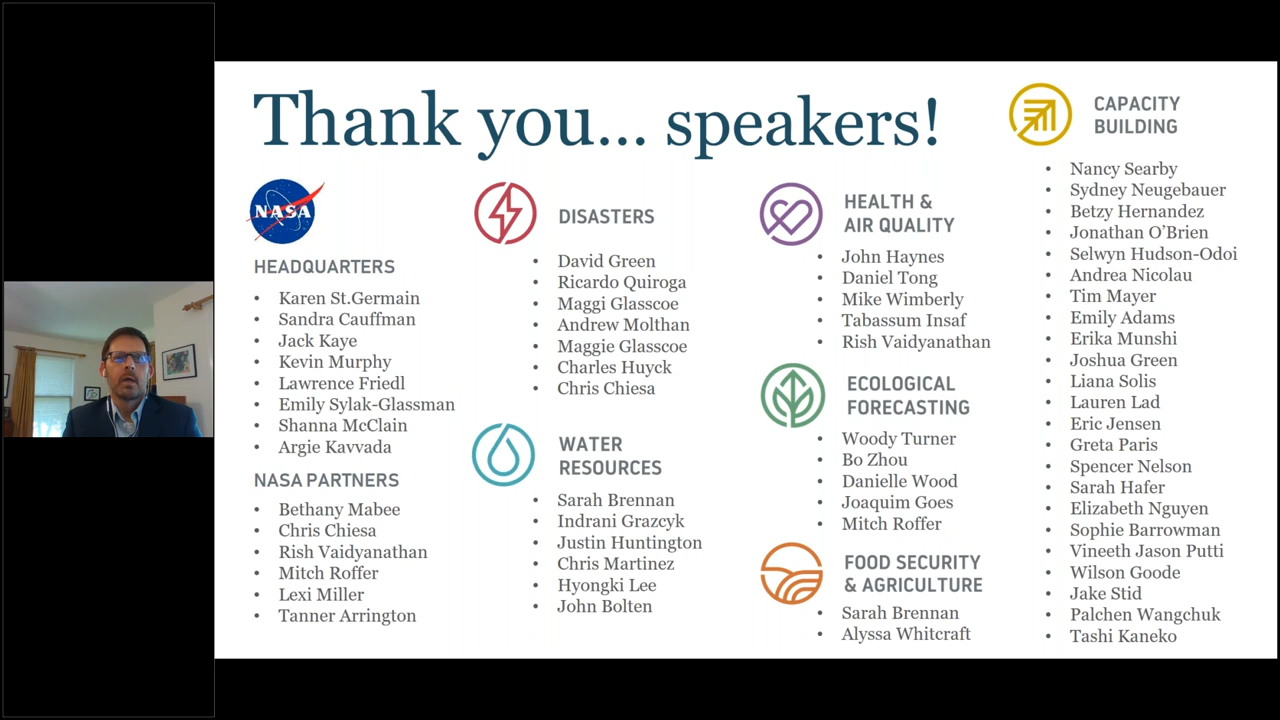 Thank you... speakers!
NASA
HEADQUARTERS
• Karen St.Germain
• Sandra Cauffman
• Jack Kaye
• Kevin Murphy
• Lawrence Friedl
• Emily Sylak-Glassman
• Shanna McClain
• Argie Kavvada
NASA PARTNERS
• Bethany Mabee
• Chris Chiesa
• Rish Vaidyanathan
• Mitch Roffer
• Lexi Miller
• Tanner Arrington
DISASTERS
• David Green
• Ricardo Quiroga
• Maggi Glasscoe
• Andrew Molthan
• Maggie Glasscoe
• Charles Huyck
• Chris Chiesa
WATER
RESOURCES
• Sarah Brennan
• Indrani Grazcyk
• Justin Huntington
• Chris Martinez
• Hyongki Lee
• John Bolten
HEALTH &
AIR QUALITY
• John Haynes
• Daniel Tong
• Mike Wimberly
• Tabassum Insaf
• Rish Vaidyanathan
ECOLOGICAL
FORECASTING
• Woody Turner
• Bo Zhou
• Danielle Wood
• Joaquim Goes
• Mitch Roffer
FOOD SECURITY
& AGRICULTURE
• Sarah Brennan
• Alyssa Whitcraft
CAPACITY
BUILDING
• Nancy Searby
• Sydney Neugebauer
• Betzy Hernandez
• Jonathan O’Brien
• Selwyn Hudson-Odoi
• Andrea Nicolau
• Tim Mayer
• Emily Adams
• Erika Munshi
• Joshua Green
• Liana Solis
• Lauren Lad
• Eric Jensen
• Greta Paris
• Spencer Nelson
• Sarah Hafer
• Elizabeth Nguyen
• Sophie Barrowman
• Vineeth Jason Putti
• Wilson Goode
• Jake Stid
• Palchen Wangchuk
• Tashi Kaneko